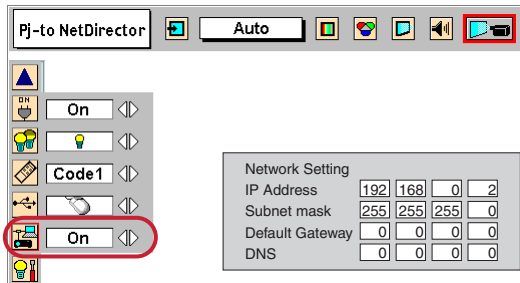 Pj-to NetDirector Auto
ON
On
Code1
On
Network Setting
IP Address 192 168 0 2
Subnet mask 255 255 255 0
Default Gateway 0 0 0 0
DNS 0 0 0 0